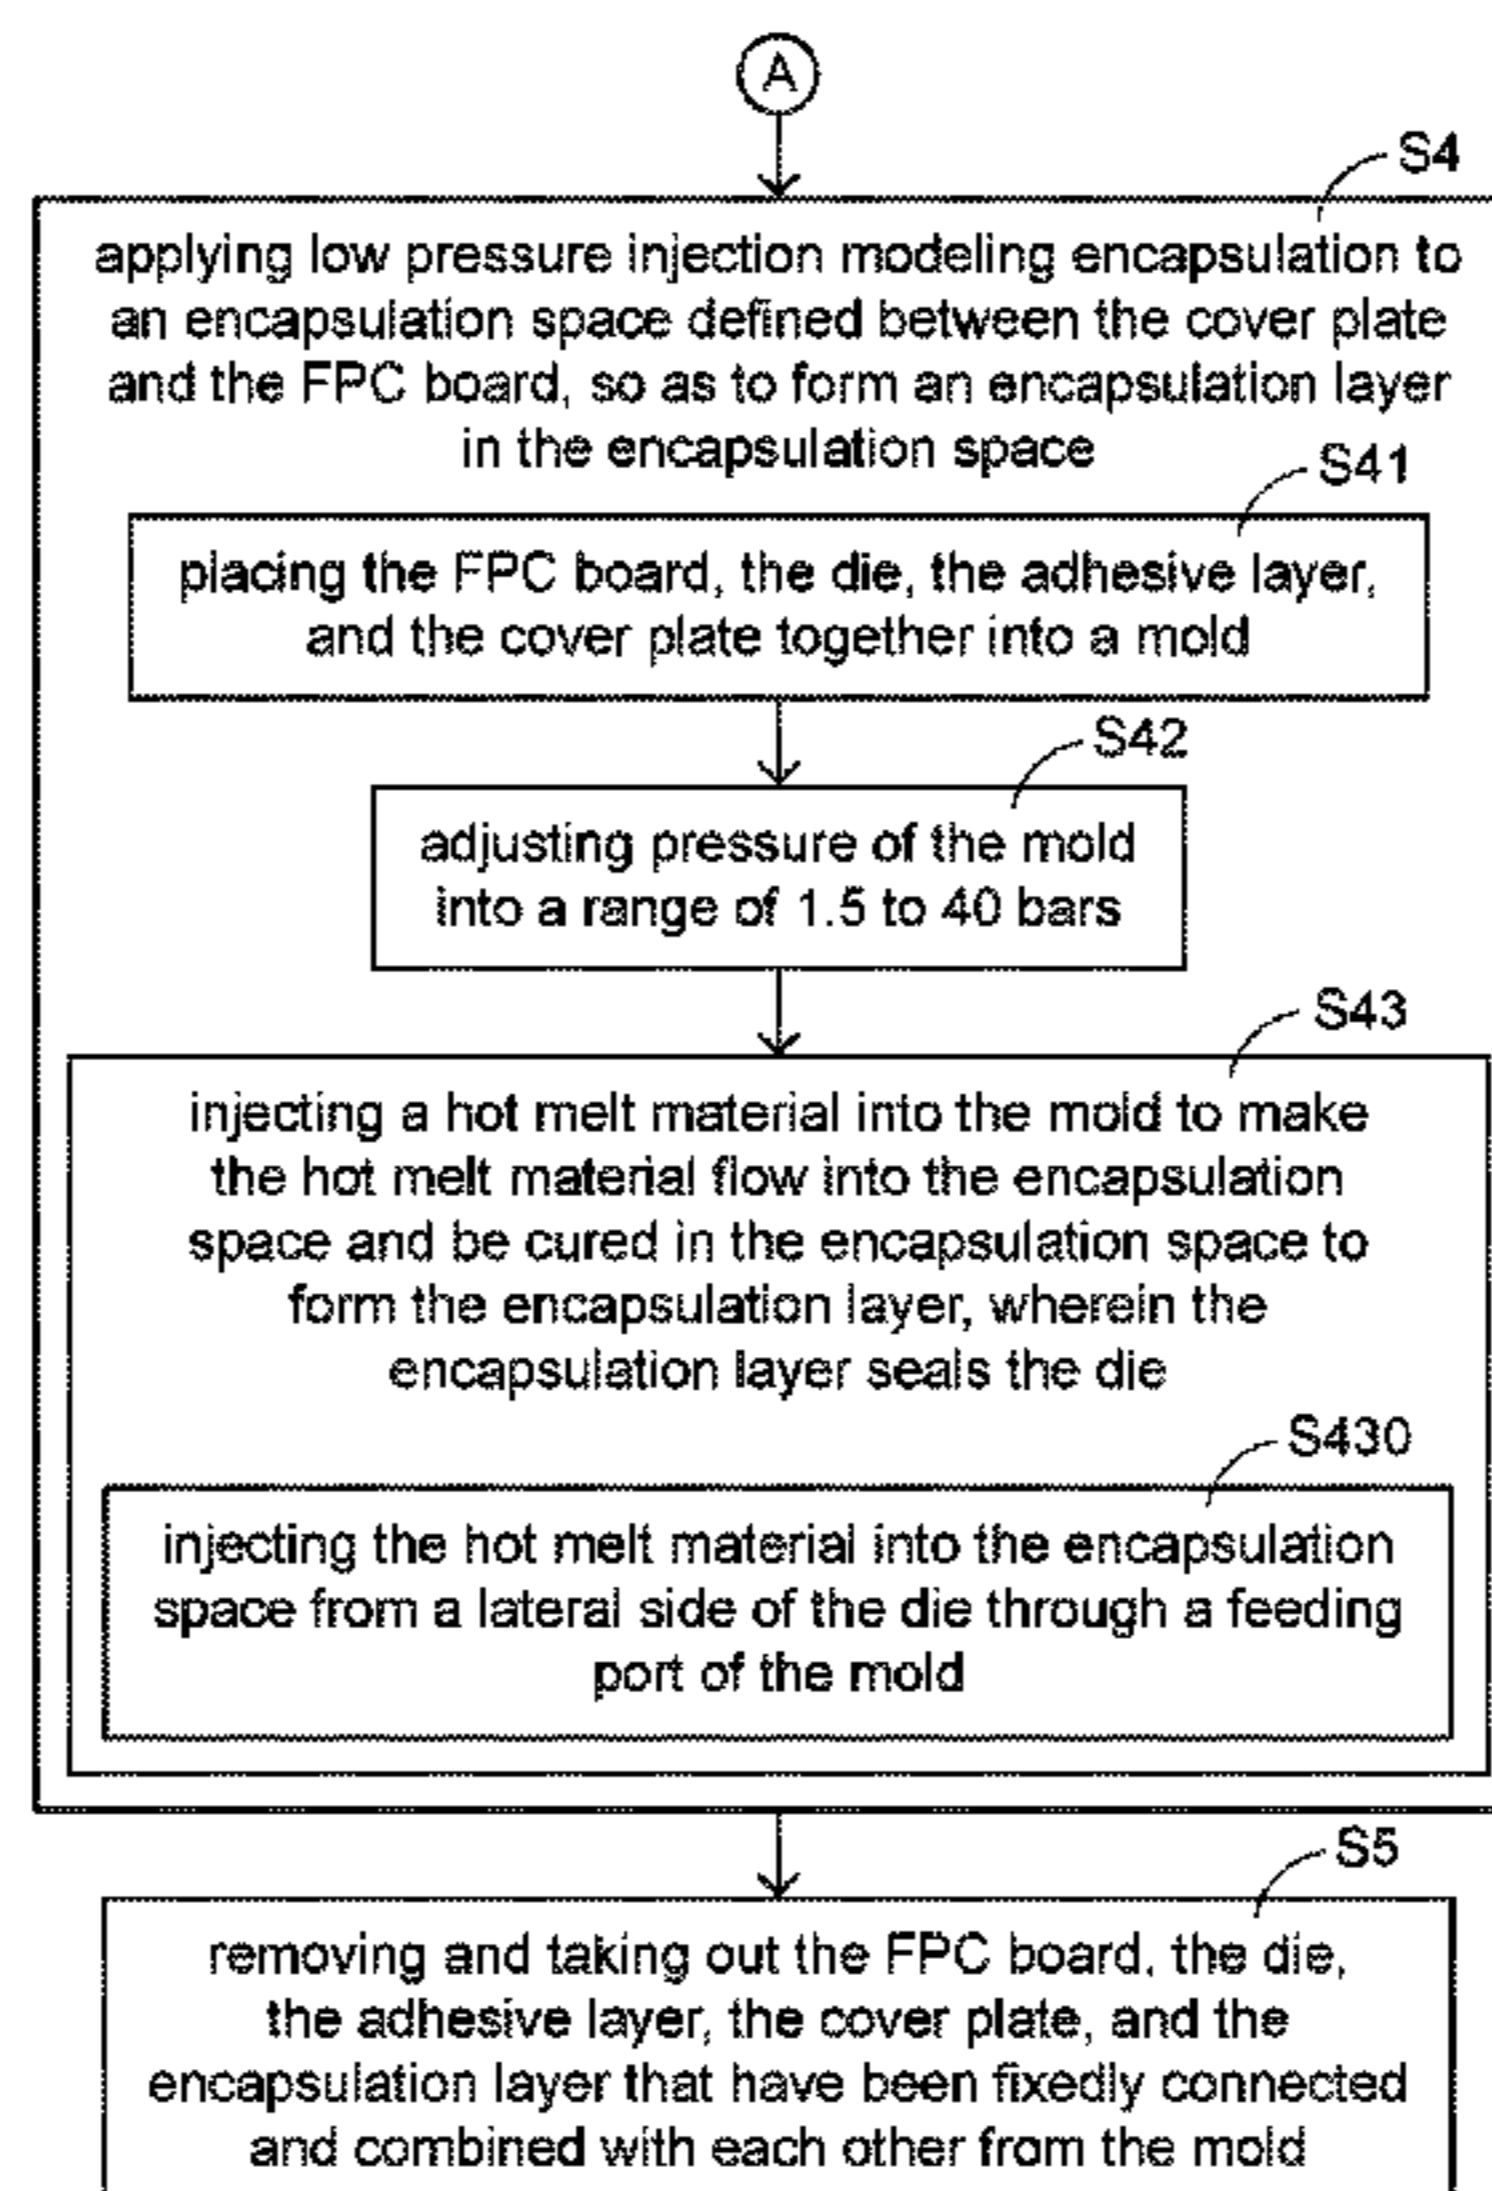 A
S4
applying low pressure injection modeling encapsulation to
an encapsulation space defined between the cover plate
and the FPC board, so as to form an encapsulation layer
in the encapsulation space
S41
placing the FPC board, the die, the adhesive layer,
and the cover plate together into a mold
S42
adjusting pressure of the mold
into a range of 1.5 to 40 bars
S43
injecting a hot melt material into the mold to make
the hot melt material flow into the encapsulation
space and be cured in the encapsulation space to
form the encapsulation layer, wherein the
encapsulation layer seals the die
S430
injecting the hot melt material into the encapsulation
space from a lateral side of the die through a feeding
port of the mold
S5
removing and taking out the FPC board, the die,
the adhesive layer, the cover plate, and the
encapsulation layer that have been fixedly connected
and combined with each other from the mold